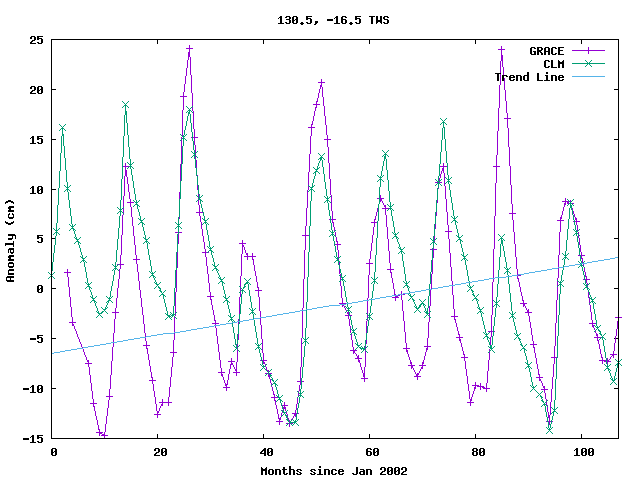 130.5, -16.5 TWS
GRACE
CLM
Trend Line
Anomaly (cm)
25
20
15
10
5
0
-5
-10
-15
0 20 40 60 80 100
Months since Jan 2002